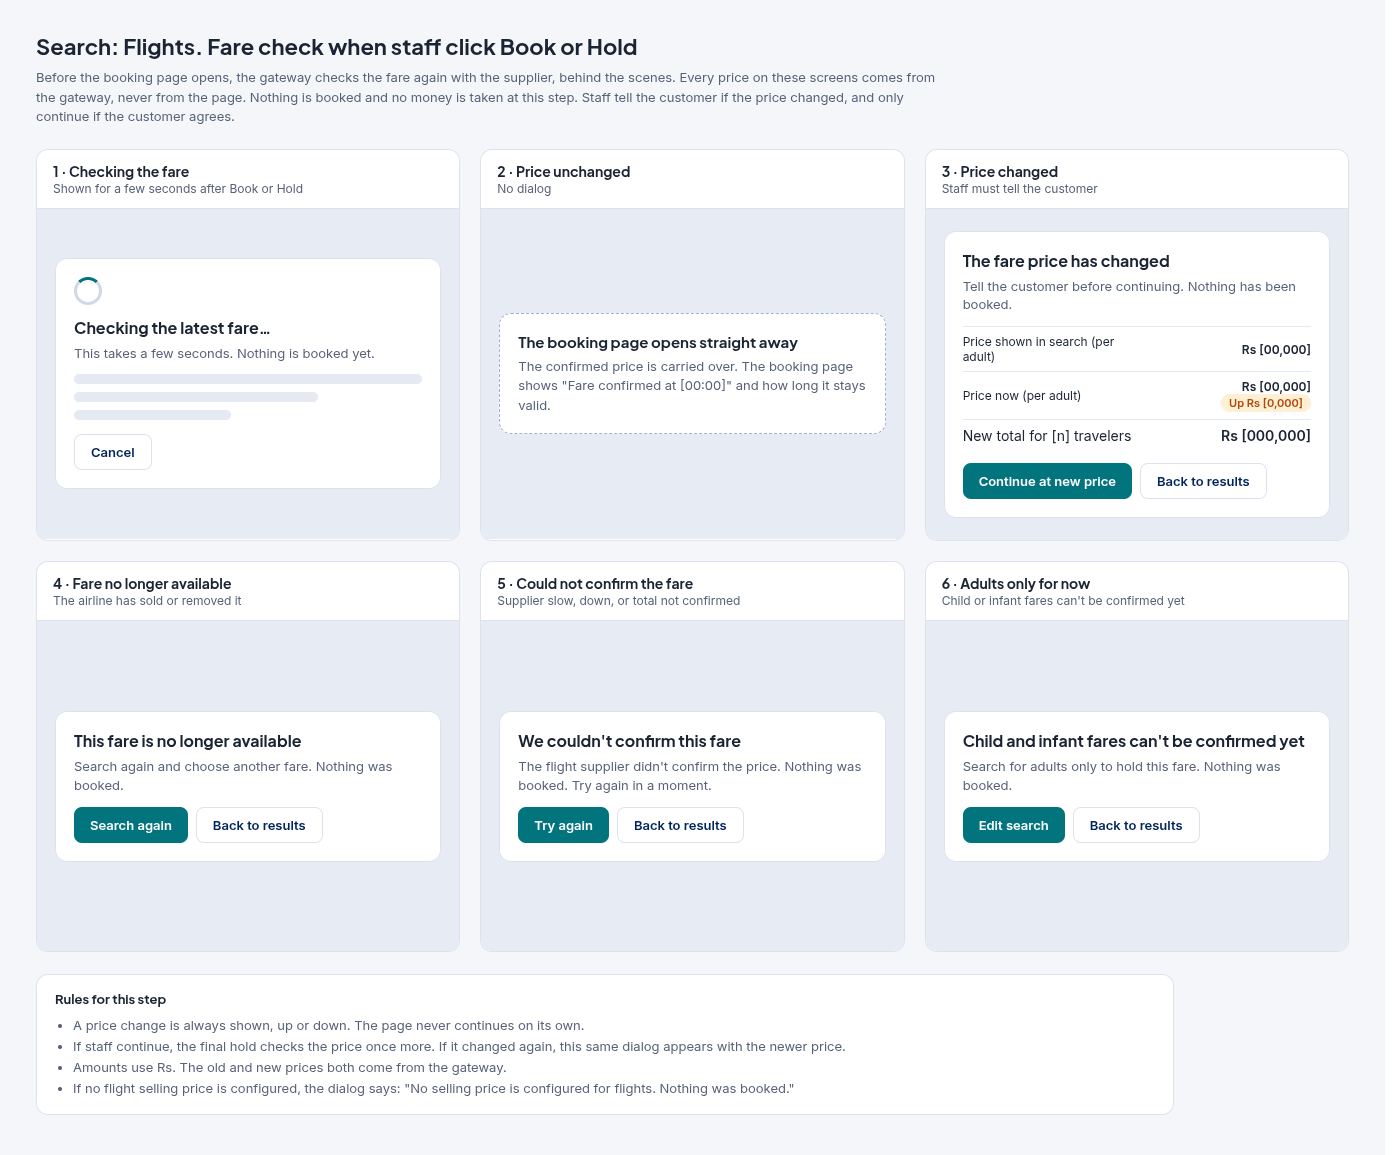 Search: Flights. Fare check when staff click Book or Hold
Before the booking page opens, the gateway checks the fare again with the supplier, behind the scenes. Every price on these screens comes from
the gateway, never from the page. Nothing is booked and no money is taken at this step. Staff tell the customer if the price changed, and only
continue if the customer agrees.
1 · Checking the fare
Shown for a few seconds after Book or Hold
Checking the latest fare…
This takes a few seconds. Nothing is booked yet.
Cancel
2 · Price unchanged
No dialog
The booking page opens straight away
The confirmed price is carried over. The booking page
shows "Fare confirmed at [00:00]" and how long it stays
valid.
3 · Price changed
Staff must tell the customer
The fare price has changed
Tell the customer before continuing. Nothing has been
booked.
Price shown in search (per
adult)
Rs [00,000]
Price now (per adult)
Rs [00,000]
Up Rs [0,000]
New total for [n] travelers
Rs [000,000]
Continue at new price
Back to results
4 · Fare no longer available
The airline has sold or removed it
This fare is no longer available
Search again and choose another fare. Nothing was
booked.
Search again
Back to results
5 · Could not confirm the fare
Supplier slow, down, or total not confirmed
We couldn't confirm this fare
The flight supplier didn't confirm the price. Nothing was
booked. Try again in a moment.
Try again
Back to results
6 · Adults only for now
Child or infant fares can't be confirmed yet
Child and infant fares can't be confirmed yet
Search for adults only to hold this fare. Nothing was
booked.
Edit search
Back to results
Rules for this step
• A price change is always shown, up or down. The page never continues on its own.
• If staff continue, the final hold checks the price once more. If it changed again, this same dialog appears with the newer price.
• Amounts use Rs. The old and new prices both come from the gateway.
• If no flight selling price is configured, the dialog says: "No selling price is configured for flights. Nothing was booked."